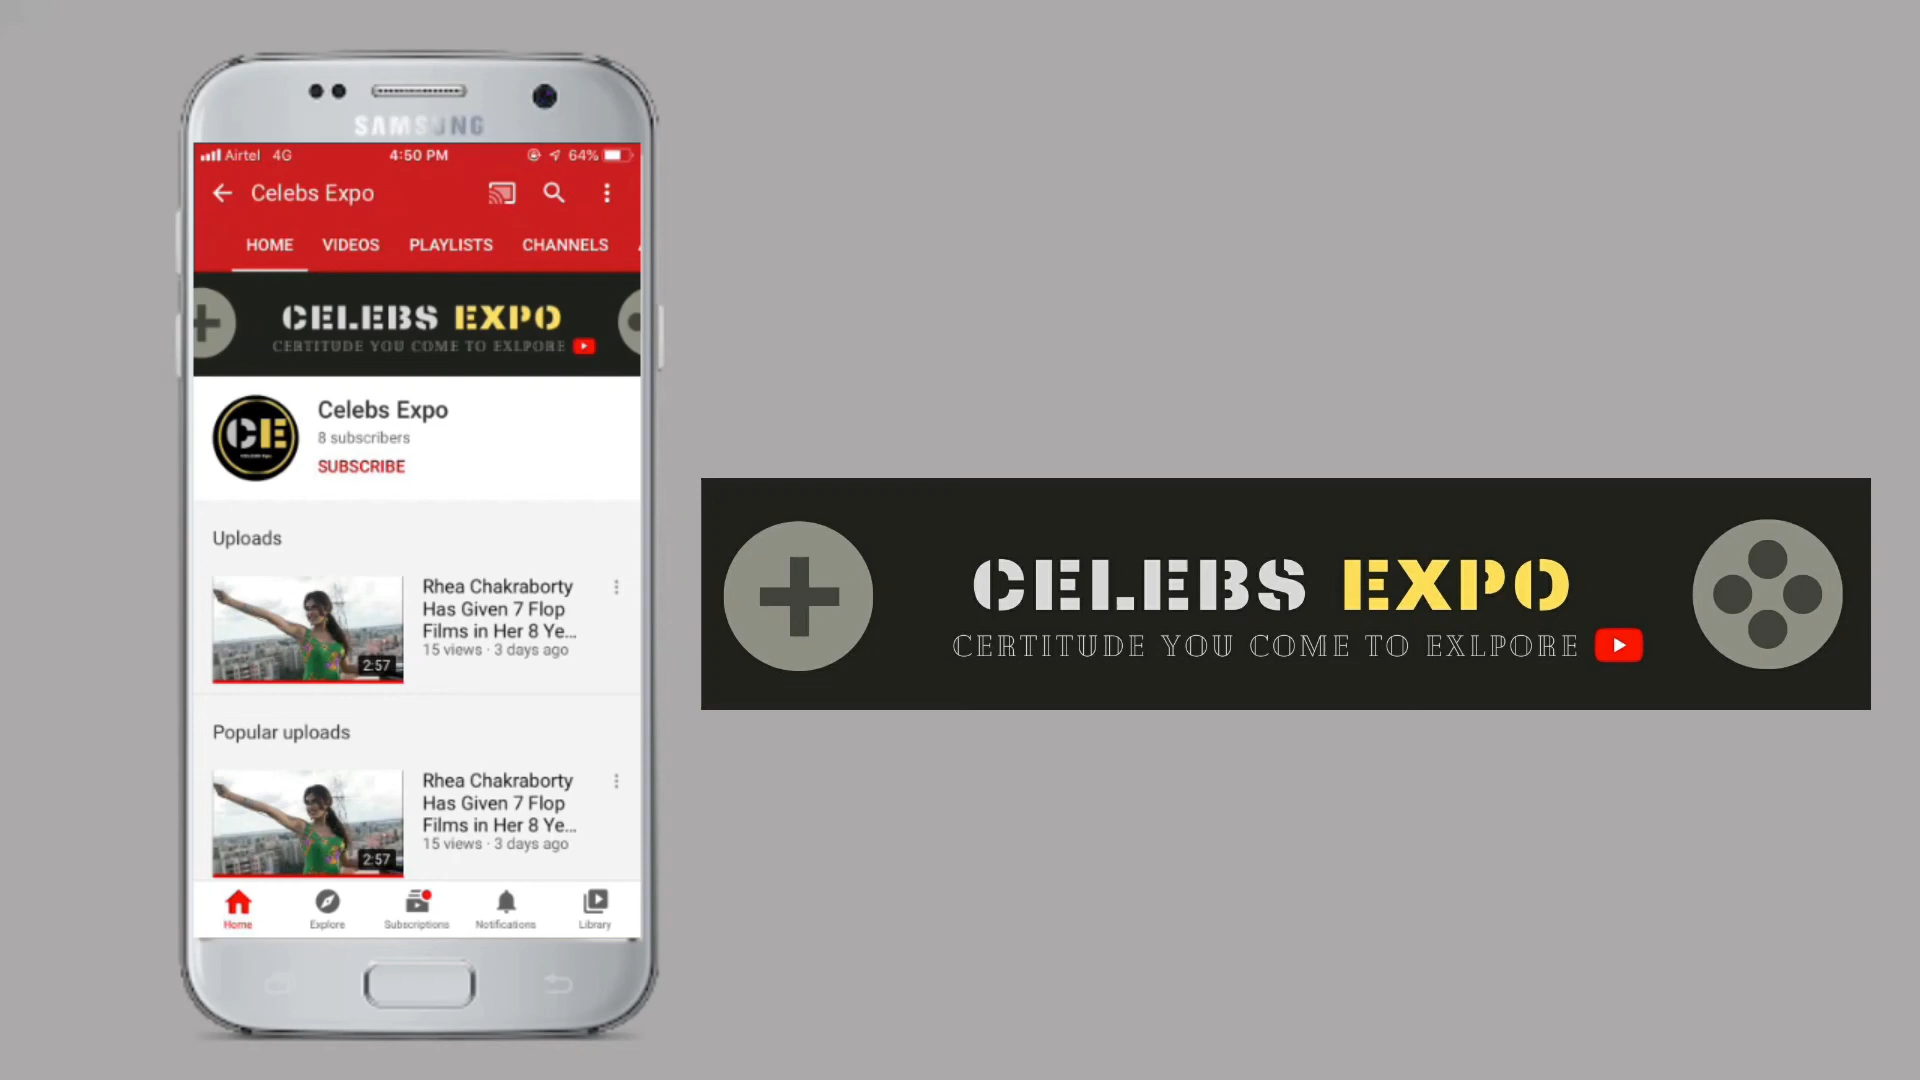 SAMSUNG
Airtel 4G 4:50 PM 64%
Celebs Expo
HOME VIDEOS PLAYLISTS CHANNELS
CELEBS EXPO
CERTITUDE YOU COME TO EXLPORE
CE
Celebs Expo
8 subscribers
SUBSCRIBE
Uploads
Rhea Chakraborty
Has Given 7 Flop
Films in Her 8 Ye...
15 views · 3 days ago
2:57
Popular uploads
Rhea Chakraborty
Has Given 7 Flop
Films in Her 8 Ye...
15 views · 3 days ago
2:57
Home Explore Subscriptions Notifications Library
CELEBS EXPO
CERTITUDE YOU COME TO EXLPORE